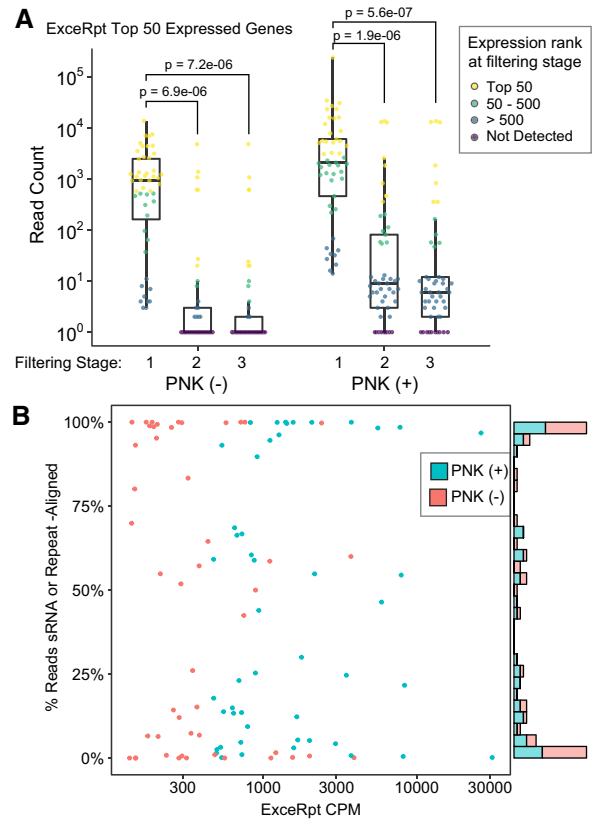 A
ExceRpt Top 50 Expressed Genes
p = 5.6e-07
p = 1.9e-06
p = 7.2e-06
p = 6.9e-06
Expression rank
at filtering stage
Top 50
50 - 500
> 500
Not Detected
Read Count
10^5
10^4
10^3
10^2
10^1
10^0
Filtering Stage: 1 2 3 1 2 3
PNK (-) PNK (+)
B
% Reads sRNA or Repeat -Aligned
100%
75%
50%
25%
0%
PNK (+)
PNK (-)
300 1000 3000 10000 30000
ExceRpt CPM